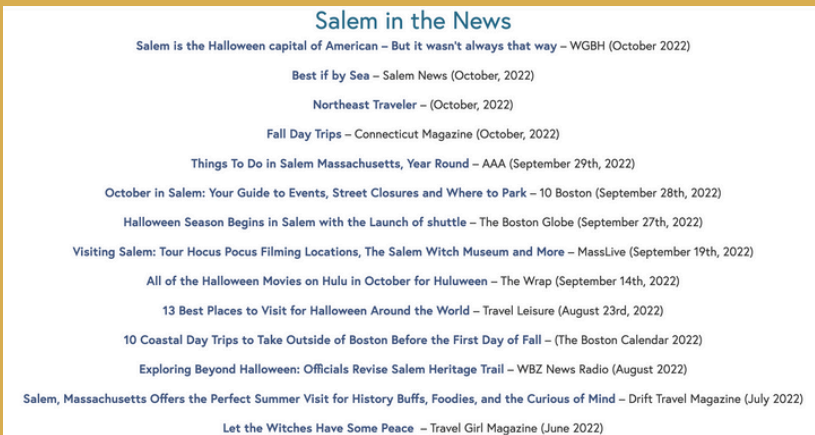 Salem in the News
Salem is the Halloween capital of American – But it wasn't always that way – WGBH (October 2022)
Best if by Sea – Salem News (October, 2022)
Northeast Traveler – (October, 2022)
Fall Day Trips – Connecticut Magazine (October, 2022)
Things To Do in Salem Massachusetts, Year Round – AAA (September 29th, 2022)
October in Salem: Your Guide to Events, Street Closures and Where to Park – 10 Boston (September 28th, 2022)
Halloween Season Begins in Salem with the Launch of shuttle – The Boston Globe (September 27th, 2022)
Visiting Salem: Tour Hocus Pocus Filming Locations, The Salem Witch Museum and More – MassLive (September 19th, 2022)
All of the Halloween Movies on Hulu in October for Huluween – The Wrap (September 14th, 2022)
13 Best Places to Visit for Halloween Around the World – Travel Leisure (August 23rd, 2022)
10 Coastal Day Trips to Take Outside of Boston Before the First Day of Fall – (The Boston Calendar 2022)
Exploring Beyond Halloween: Officials Revise Salem Heritage Trail – WBZ News Radio (August 2022)
Salem, Massachusetts Offers the Perfect Summer Visit for History Buffs, Foodies, and the Curious of Mind – Drift Travel Magazine (July 2022)
Let the Witches Have Some Peace – Travel Girl Magazine (June 2022)